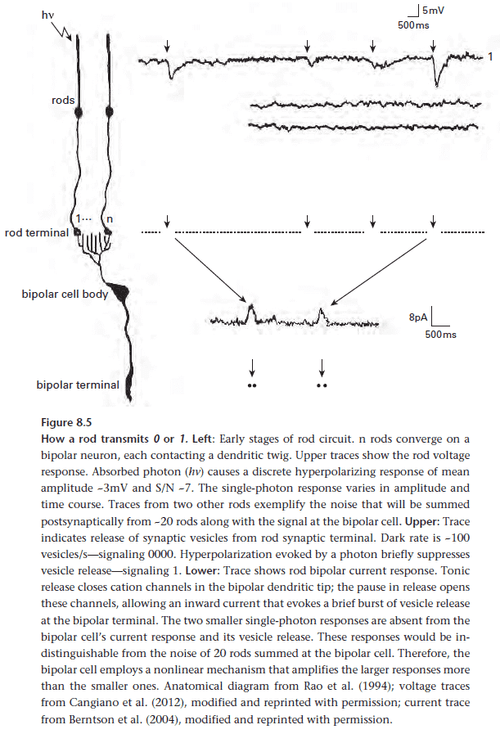 hν
5mV
500ms
1
rods
1···
n
rod terminal
bipolar cell body
8pA
500ms
bipolar terminal
Figure 8.5
How a rod transmits 0 or 1. Left: Early stages of rod circuit. n rods converge on a
bipolar neuron, each contacting a dendritic twig. Upper traces show the rod voltage
response. Absorbed photon (hν) causes a discrete hyperpolarizing response of mean
amplitude ~3mV and S/N ~7. The single-photon response varies in amplitude and
time course. Traces from two other rods exemplify the noise that will be summed
postsynaptically from ~20 rods along with the signal at the bipolar cell. Upper: Trace
indicates release of synaptic vesicles from rod synaptic terminal. Dark rate is ~100
vesicles/s—signaling 0000. Hyperpolarization evoked by a photon briefly suppresses
vesicle release—signaling 1. Lower: Trace shows rod bipolar current response. Tonic
release closes cation channels in the bipolar dendritic tip; the pause in release opens
these channels, allowing an inward current that evokes a brief burst of vesicle release
at the bipolar terminal. The two smaller single-photon responses are absent from the
bipolar cell's current response and its vesicle release. These responses would be in-
distinguishable from the noise of 20 rods summed at the bipolar cell. Therefore, the
bipolar cell employs a nonlinear mechanism that amplifies the larger responses more
than the smaller ones. Anatomical diagram from Rao et al. (1994); voltage traces
from Cangiano et al. (2012), modified and reprinted with permission; current trace
from Berntson et al. (2004), modified and reprinted with permission.